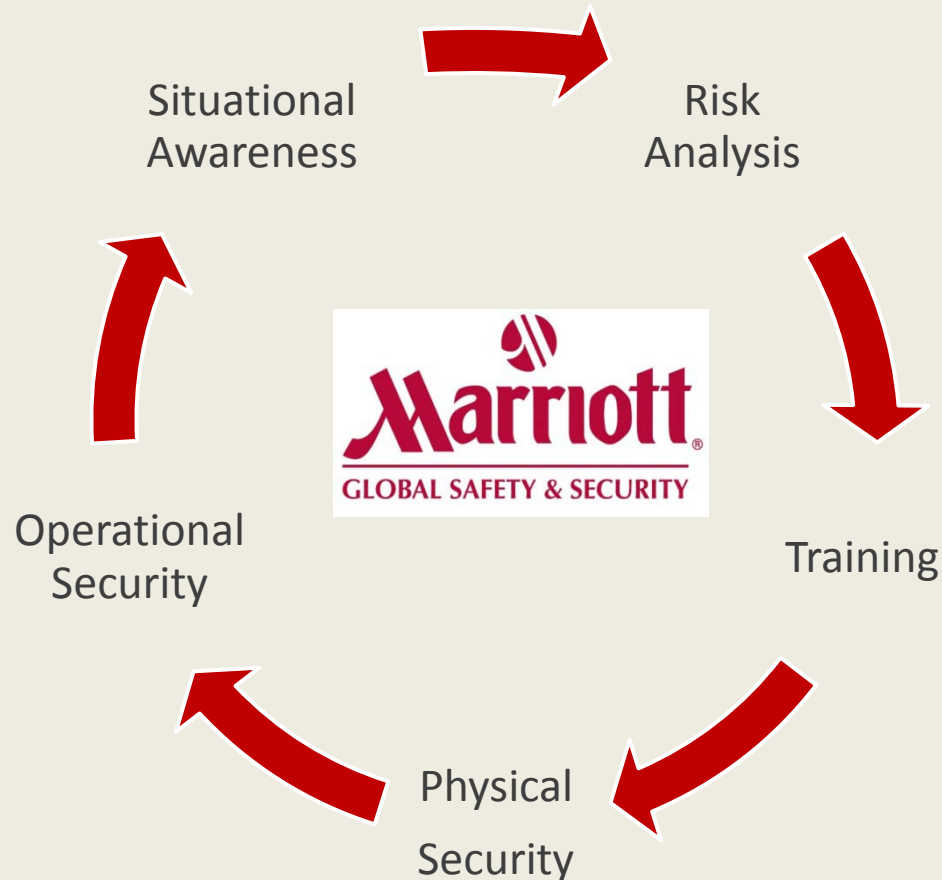 Situational
Awareness
Risk
Analysis
Training
Physical
Security
Operational
Security
Marriott®
GLOBAL SAFETY & SECURITY